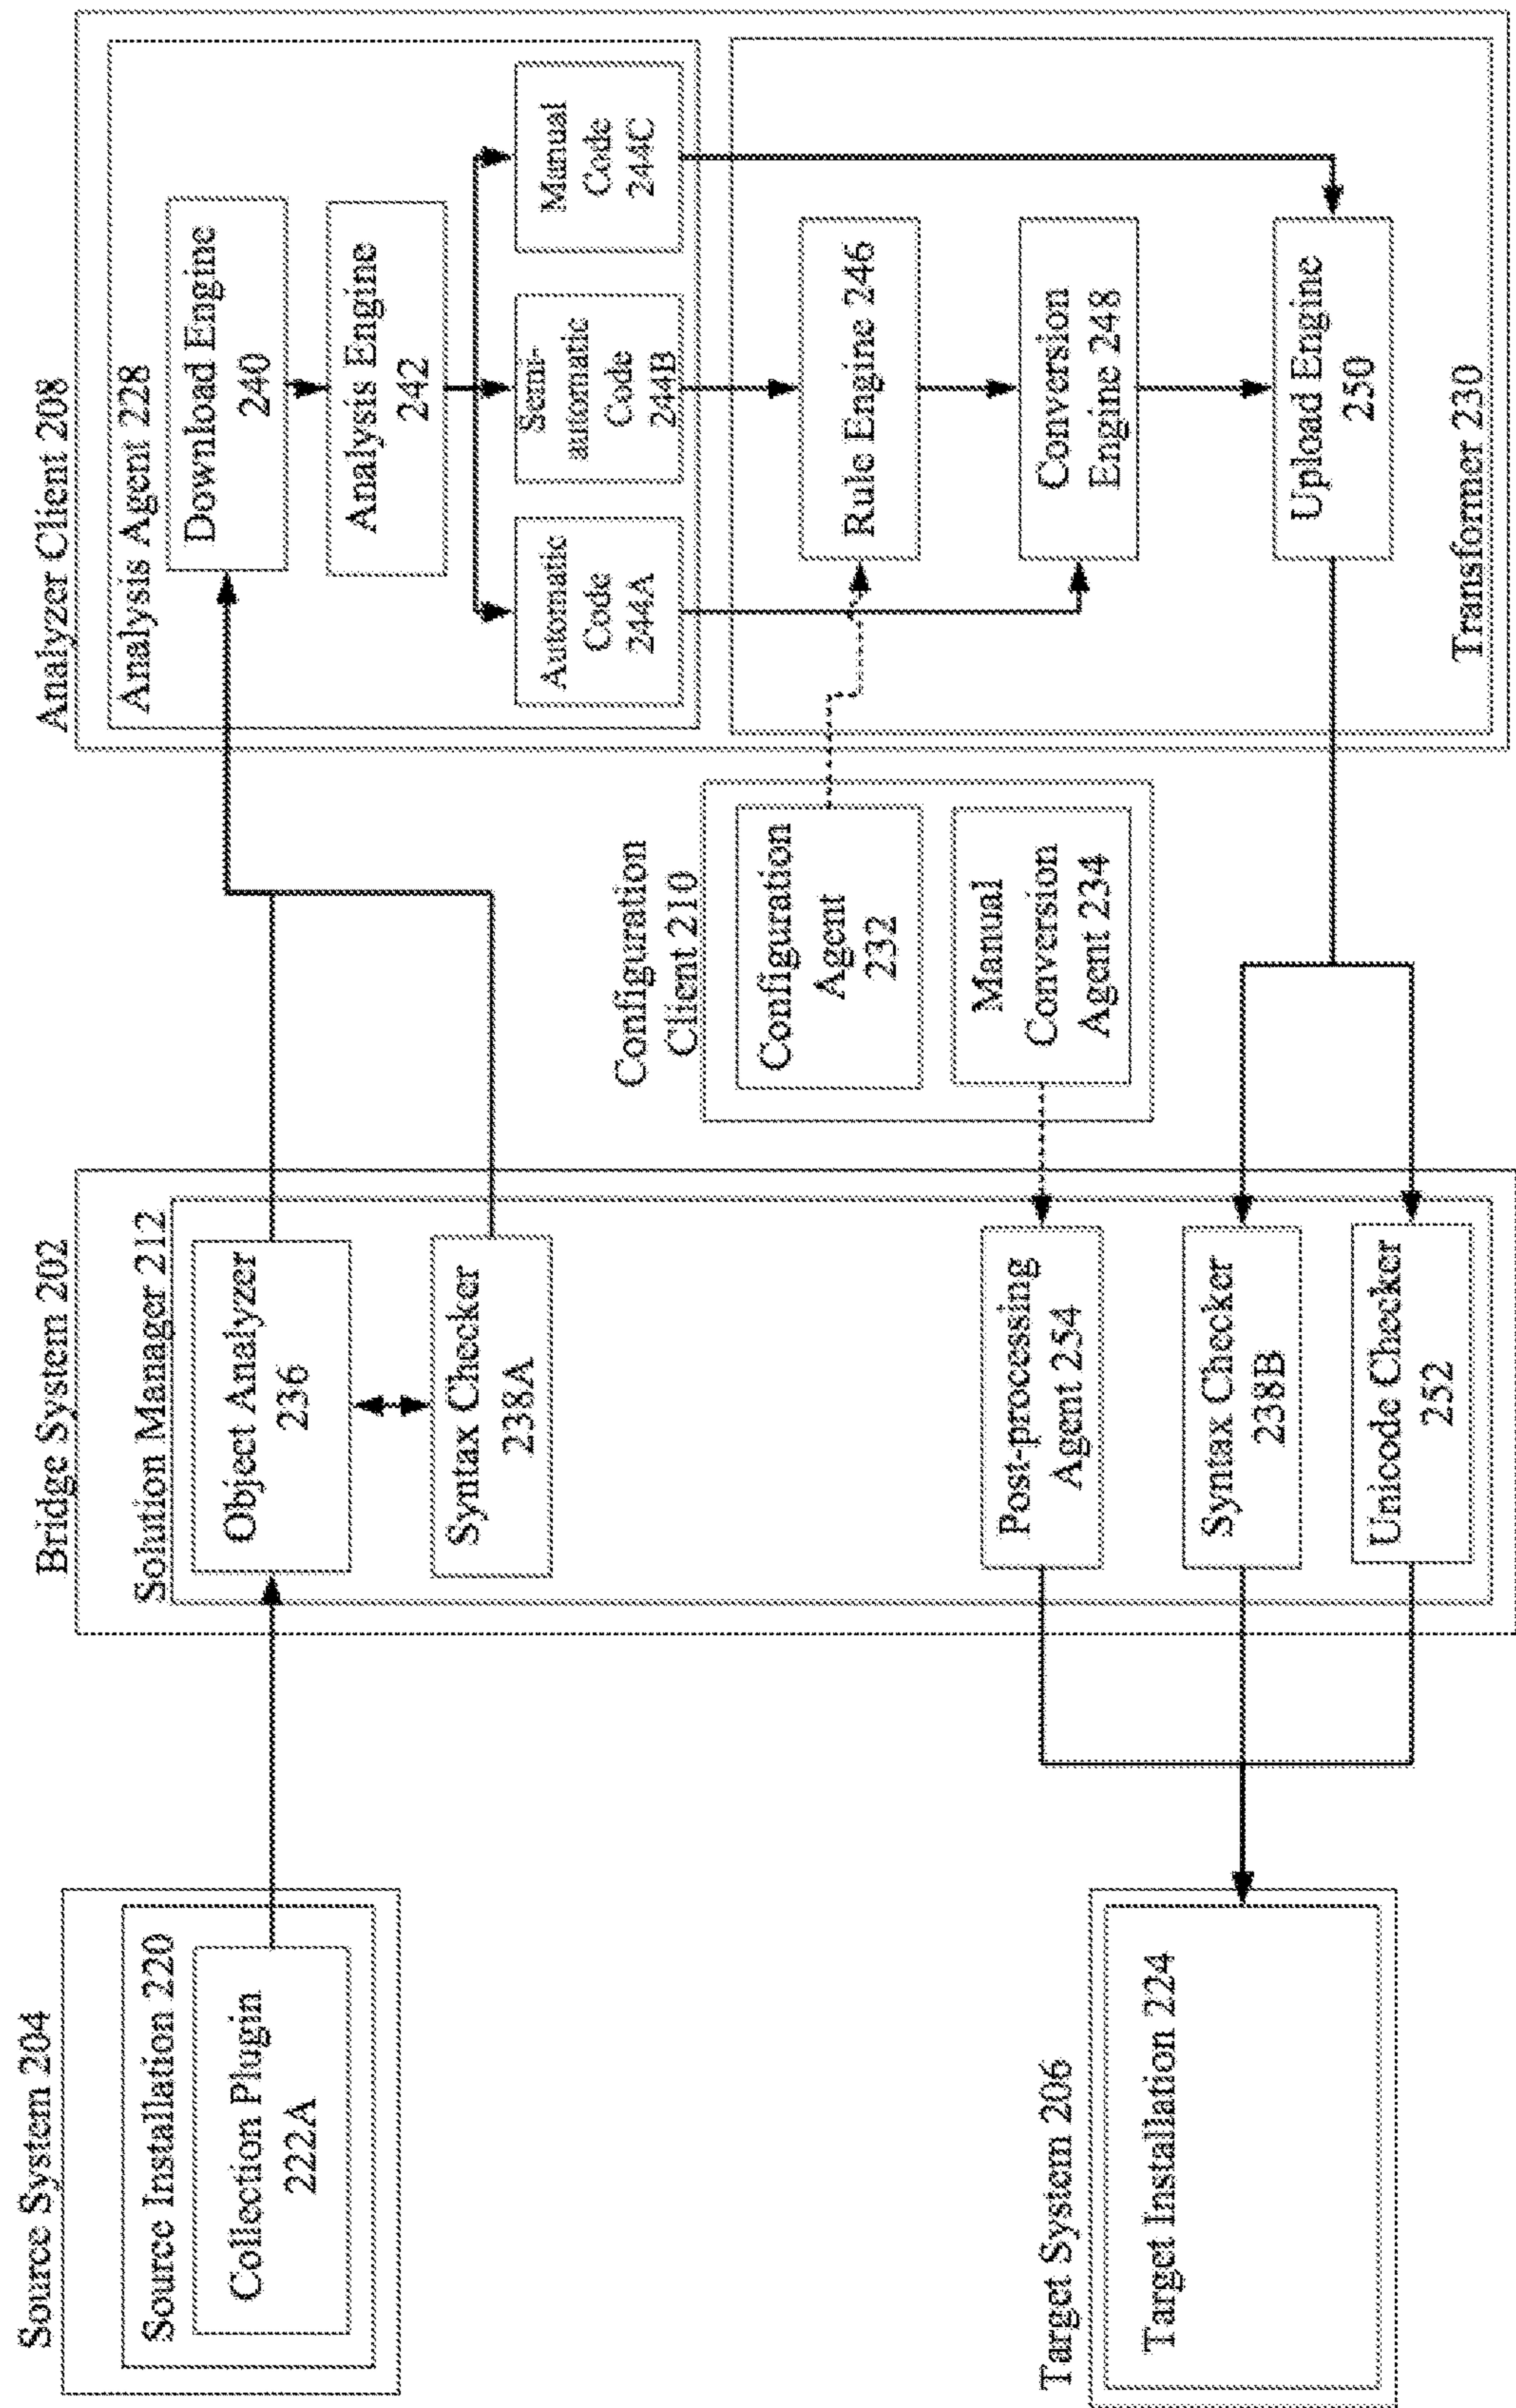 Source System 204
Source Installation 220
Collection Plugin
222A
Target System 206
Target Installation 224
Bridge System 202
Solution Manager 212
Object Analyzer
236
Syntax Checker
238A
Post-processing
Agent 254
Syntax Checker
238B
Unicode Checker
252
Configuration
Client 210
Configuration
Agent
232
Manual
Conversion
Agent 234
Analyzer Client 208
Analysis Agent 228
Download Engine
240
Analysis Engine
242
Automatic
Code
244A
Semi-
automatic
Code
244B
Manual
Code
244C
Rule Engine 246
Conversion
Engine 248
Upload Engine
250
Transformer 230